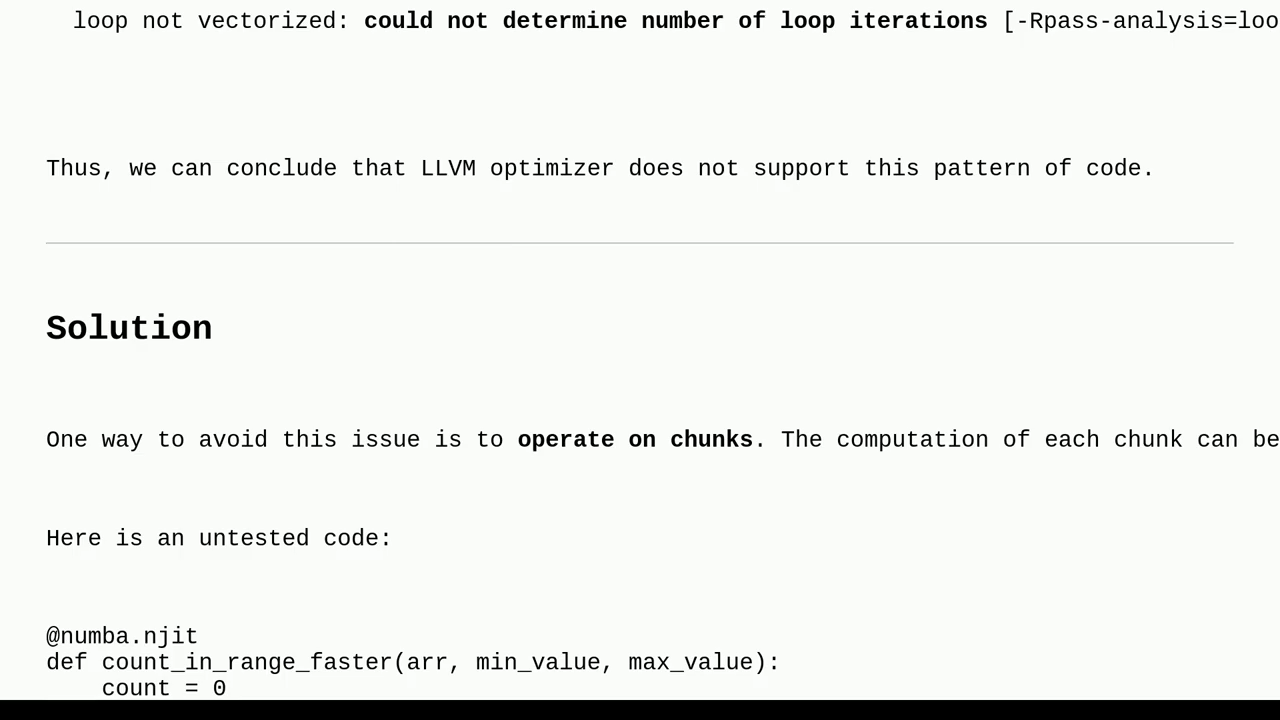 loop not vectorized: could not determine number of loop iterations [-Rpass-analysis=loo
Thus, we can conclude that LLVM optimizer does not support this pattern of code.
Solution
One way to avoid this issue is to operate on chunks. The computation of each chunk can be
Here is an untested code:
@numba.njit
def count_in_range_faster(arr, min_value, max_value):
    count = 0